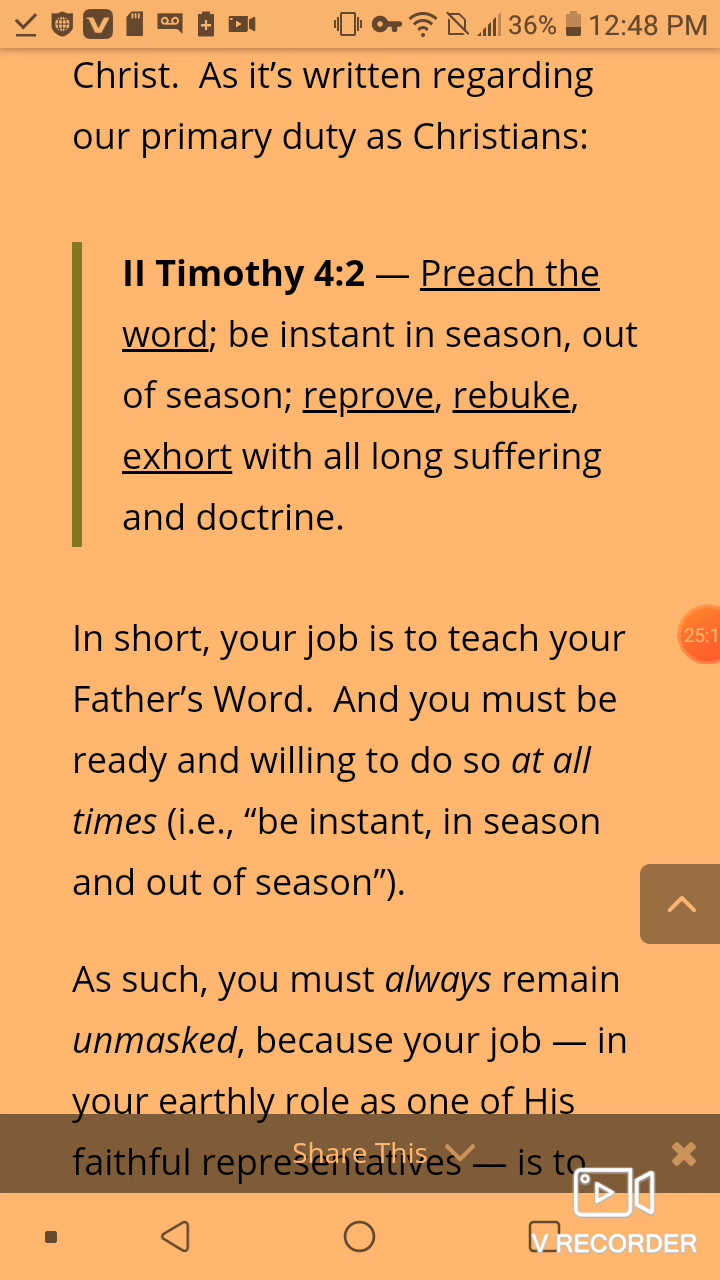 36% 12:48 PM
Christ.  As it’s written regarding
our primary duty as Christians:
II Timothy 4:2 — Preach the
word; be instant in season, out
of season; reprove, rebuke,
exhort with all long suffering
and doctrine.
In short, your job is to teach your
25:1
Father’s Word.  And you must be
ready and willing to do so at all
times (i.e., “be instant, in season
and out of season”).
As such, you must always remain
unmasked, because your job — in
your earthly role as one of His
faithful representatives — is to
Share This
V RECORDER